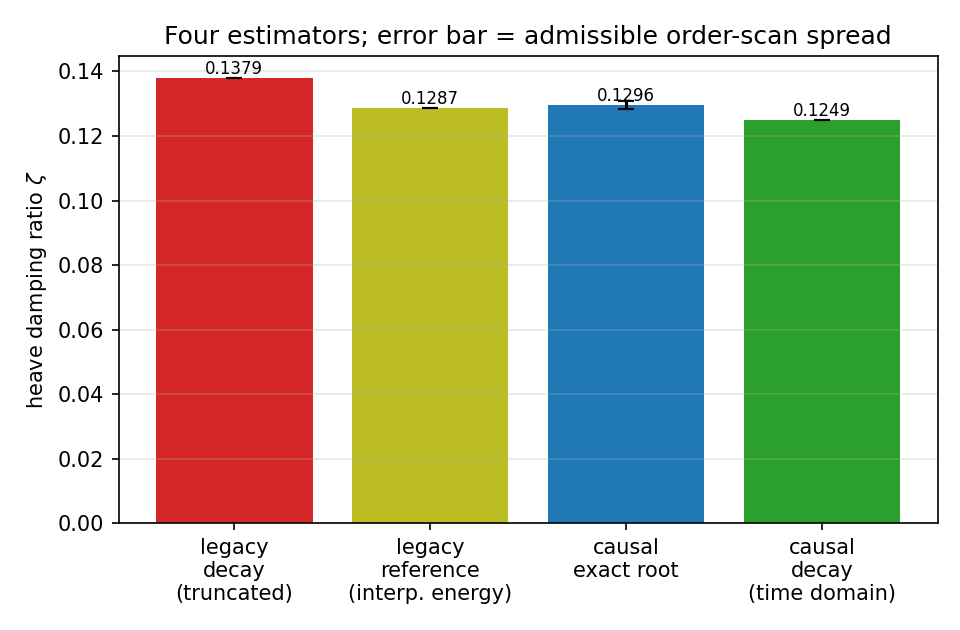 Four estimators; error bar = admissible order-scan spread
heave damping ratio ζ
0.14
0.12
0.10
0.08
0.06
0.04
0.02
0.00
0.1379
0.1287
0.1296
0.1249
legacy
decay
(truncated)
legacy
reference
(interp. energy)
causal
exact root
causal
decay
(time domain)